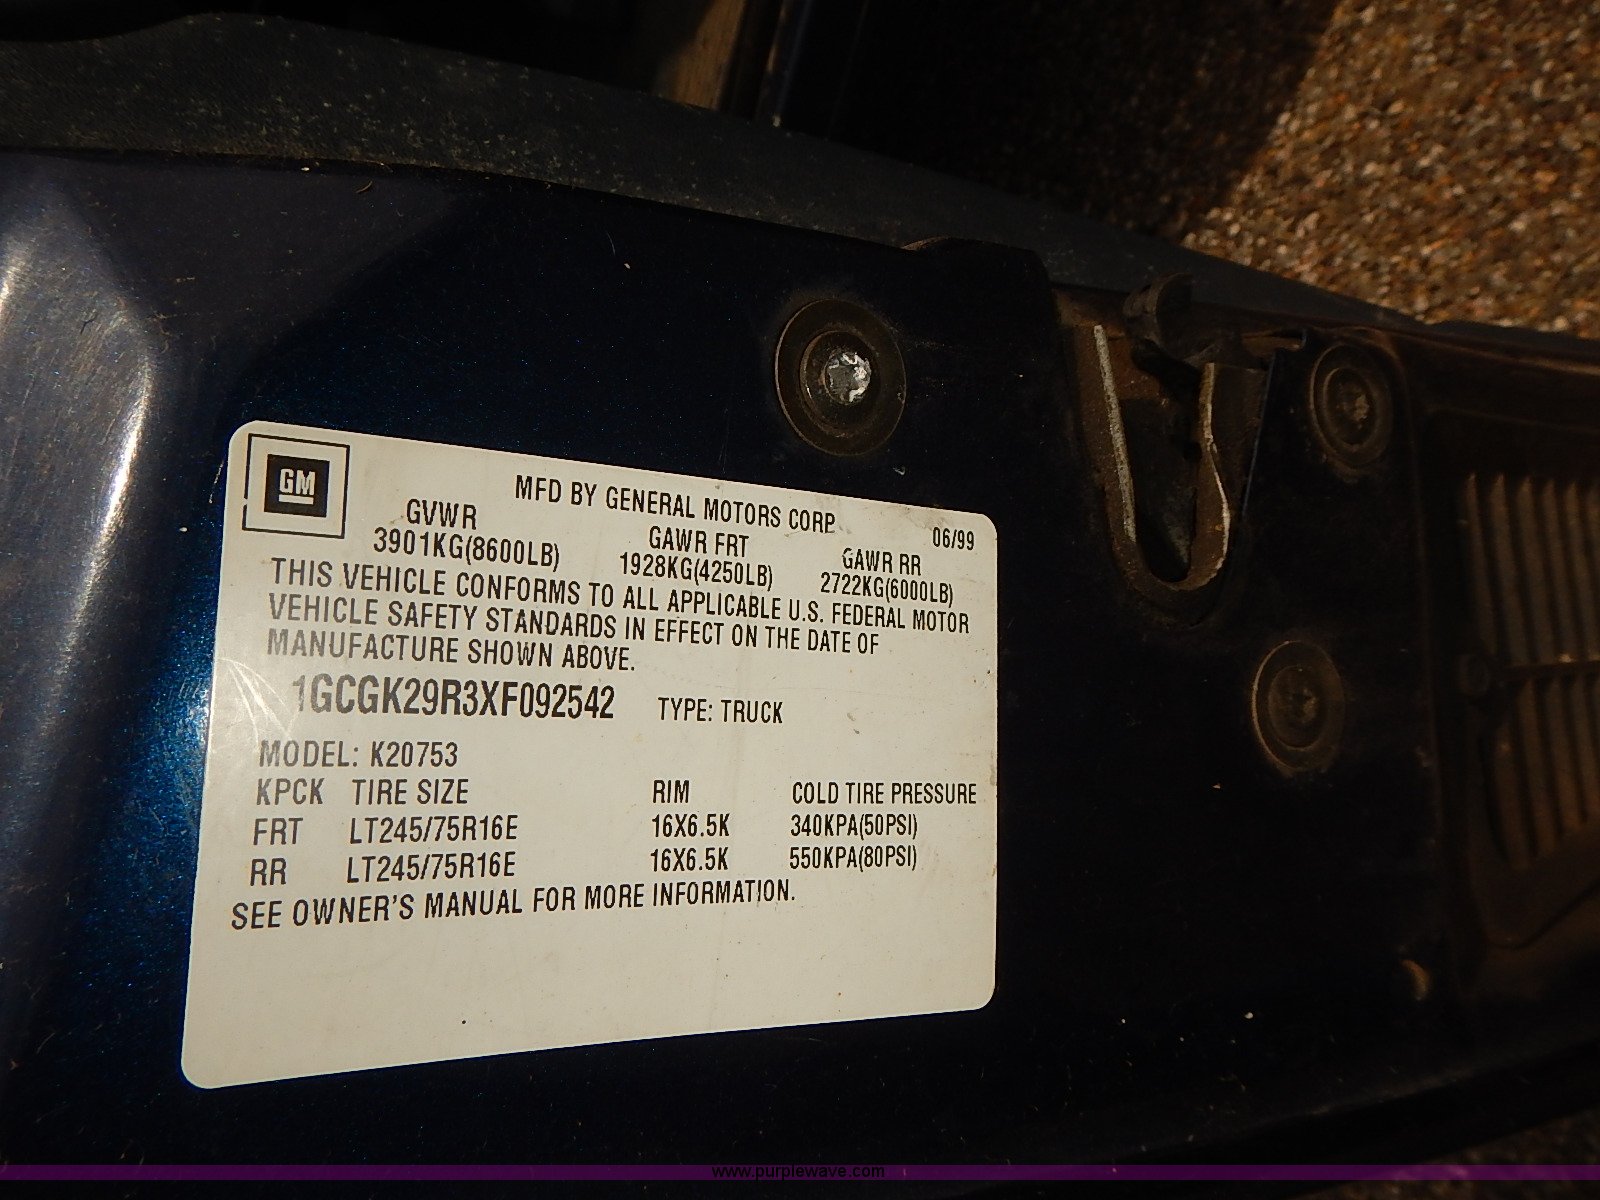 GM
MFD BY GENERAL MOTORS CORP
06/99
GVWR GAWR FRT GAWR RR
3901KG(8600LB) 1928KG(4250LB) 2722KG(6000LB)
THIS VEHICLE CONFORMS TO ALL APPLICABLE U.S. FEDERAL MOTOR
VEHICLE SAFETY STANDARDS IN EFFECT ON THE DATE OF
MANUFACTURE SHOWN ABOVE.
1GCGK29R3XF092542 TYPE: TRUCK
MODEL: K20753
KPCK TIRE SIZE RIM COLD TIRE PRESSURE
FRT LT245/75R16E 16X6.5K 340KPA(50PSI)
RR LT245/75R16E 16X6.5K 550KPA(80PSI)
SEE OWNER'S MANUAL FOR MORE INFORMATION.
www.purplewave.com